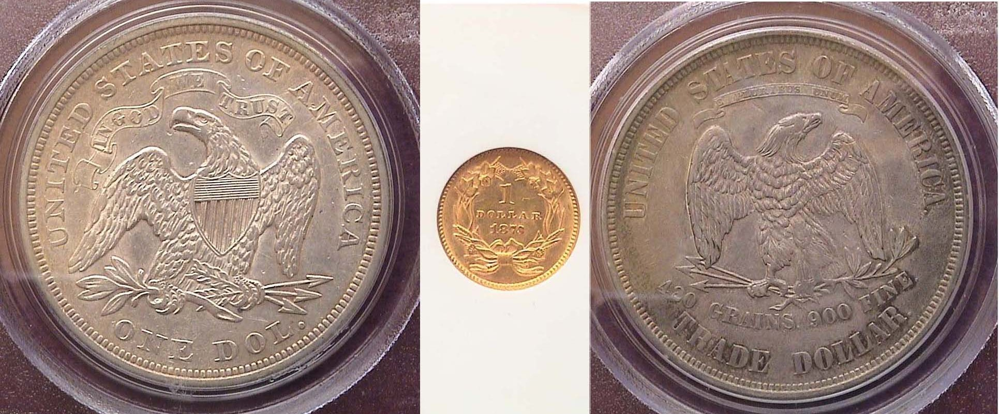 UNITED STATES OF AMERICA
IN GOD WE TRUST
ONE DOL.
1
DOLLAR
1873
UNITED STATES OF AMERICA
E PLURIBUS UNUM
420 GRAINS, 900 FINE
TRADE DOLLAR